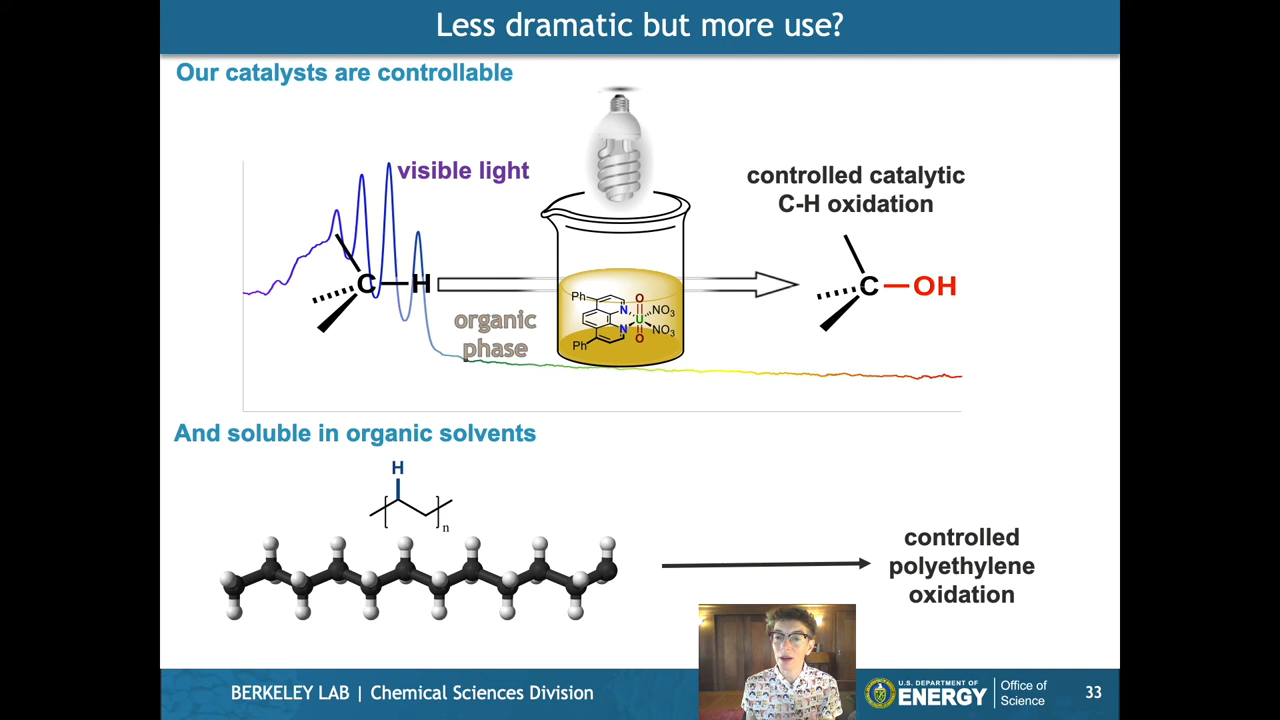 Less dramatic but more use?
Our catalysts are controllable
visible light
controlled catalytic
C-H oxidation
C H
organic
phase
Ph
Ph
N
N
O
U
O
NO3
NO3
C OH
And soluble in organic solvents
H
n
controlled
polyethylene
oxidation
BERKELEY LAB | Chemical Sciences Division
U.S. DEPARTMENT OF
ENERGY
Office of
Science
33